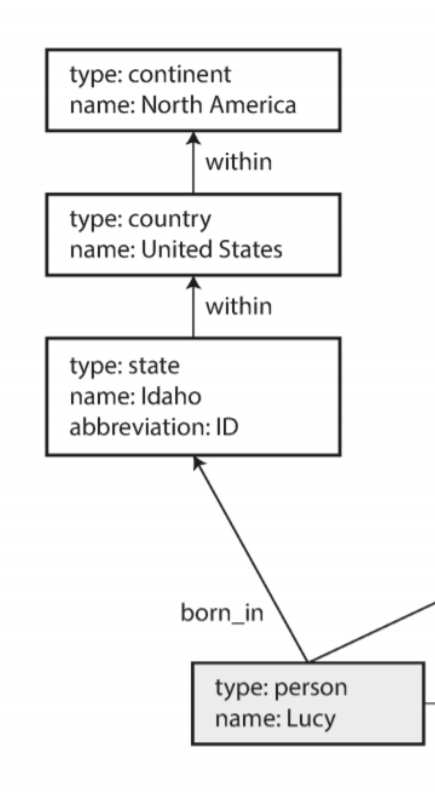 type: continent
name: North America
within
type: country
name: United States
within
type: state
name: Idaho
abbreviation: ID
born_in
type: person
name: Lucy